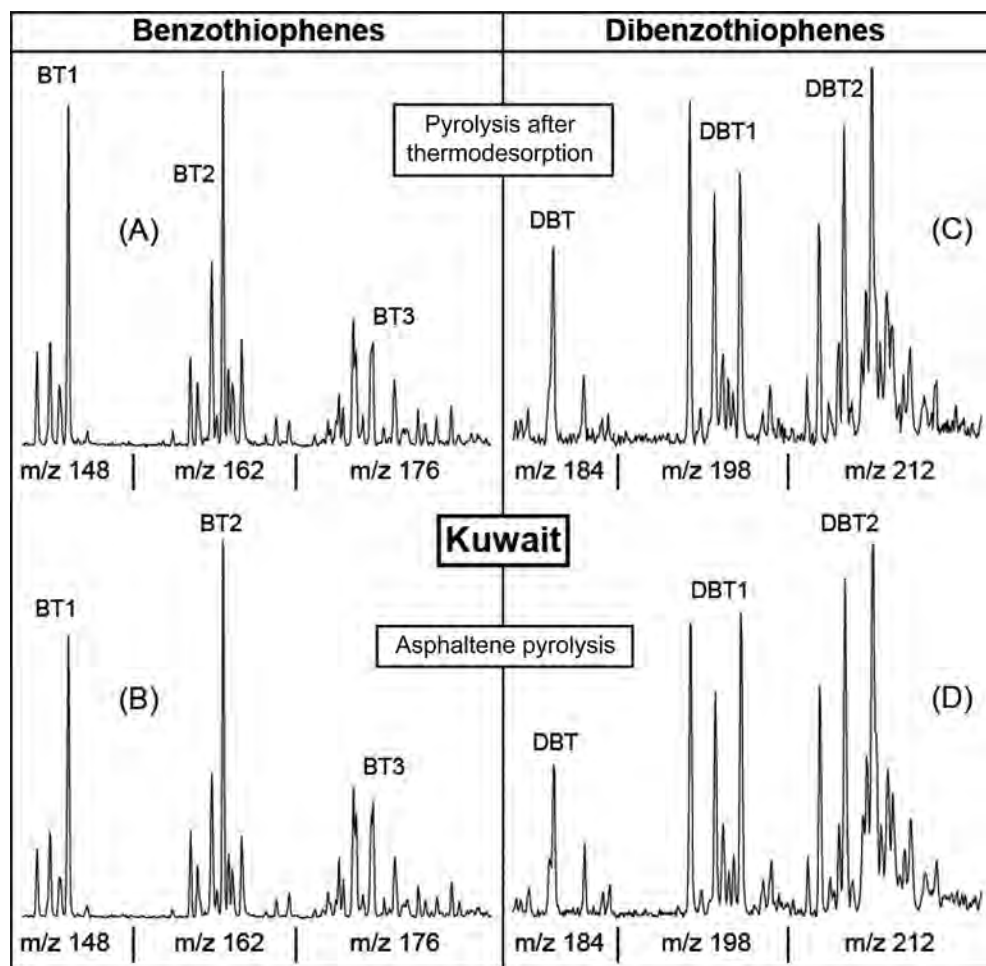 Benzothiophenes
Dibenzothiophenes
BT1
BT2
BT3
(A)
Pyrolysis after
thermodesorption
DBT
DBT1
DBT2
(C)
m/z 148
m/z 162
m/z 176
m/z 184
m/z 198
m/z 212
Kuwait
BT1
BT2
BT3
(B)
Asphaltene pyrolysis
DBT
DBT1
DBT2
(D)
m/z 148
m/z 162
m/z 176
m/z 184
m/z 198
m/z 212